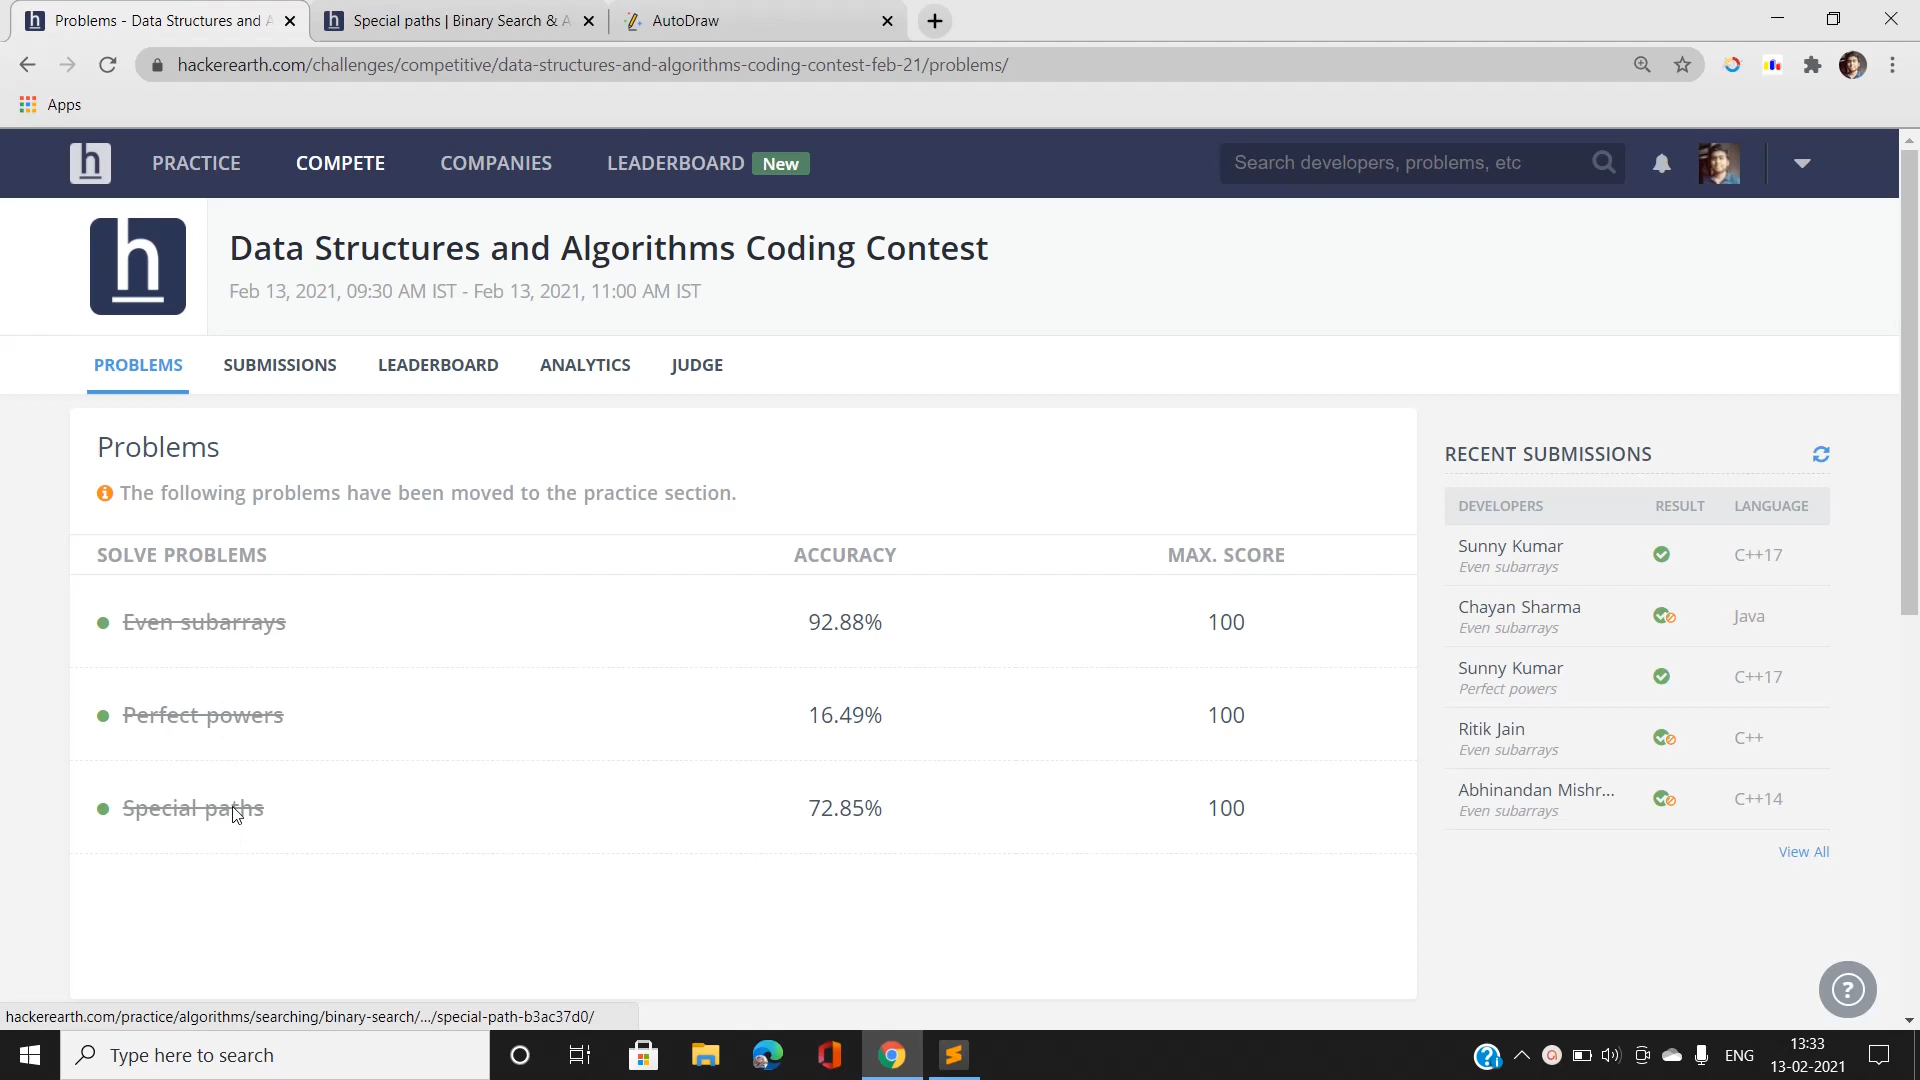 Problems - Data Structures and A
Special paths | Binary Search & A
AutoDraw
hackerearth.com/challenges/competitive/data-structures-and-algorithms-coding-contest-feb-21/problems/
Apps
h
PRACTICE
COMPETE
COMPANIES
LEADERBOARD New
Search developers, problems, etc
h
Data Structures and Algorithms Coding Contest
Feb 13, 2021, 09:30 AM IST - Feb 13, 2021, 11:00 AM IST
PROBLEMS
SUBMISSIONS
LEADERBOARD
ANALYTICS
JUDGE
Problems
The following problems have been moved to the practice section.
SOLVE PROBLEMS ACCURACY MAX. SCORE
Even subarrays 92.88% 100
Perfect powers 16.49% 100
Special paths 72.85% 100
RECENT SUBMISSIONS
DEVELOPERS RESULT LANGUAGE
Sunny Kumar C++17
Even subarrays
Chayan Sharma Java
Even subarrays
Sunny Kumar C++17
Perfect powers
Ritik Jain C++
Even subarrays
Abhinandan Mishr... C++14
Even subarrays
View All
?
hackerearth.com/practice/algorithms/searching/binary-search/.../special-path-b3ac37d0/
Type here to search
ENG
13:33
13-02-2021